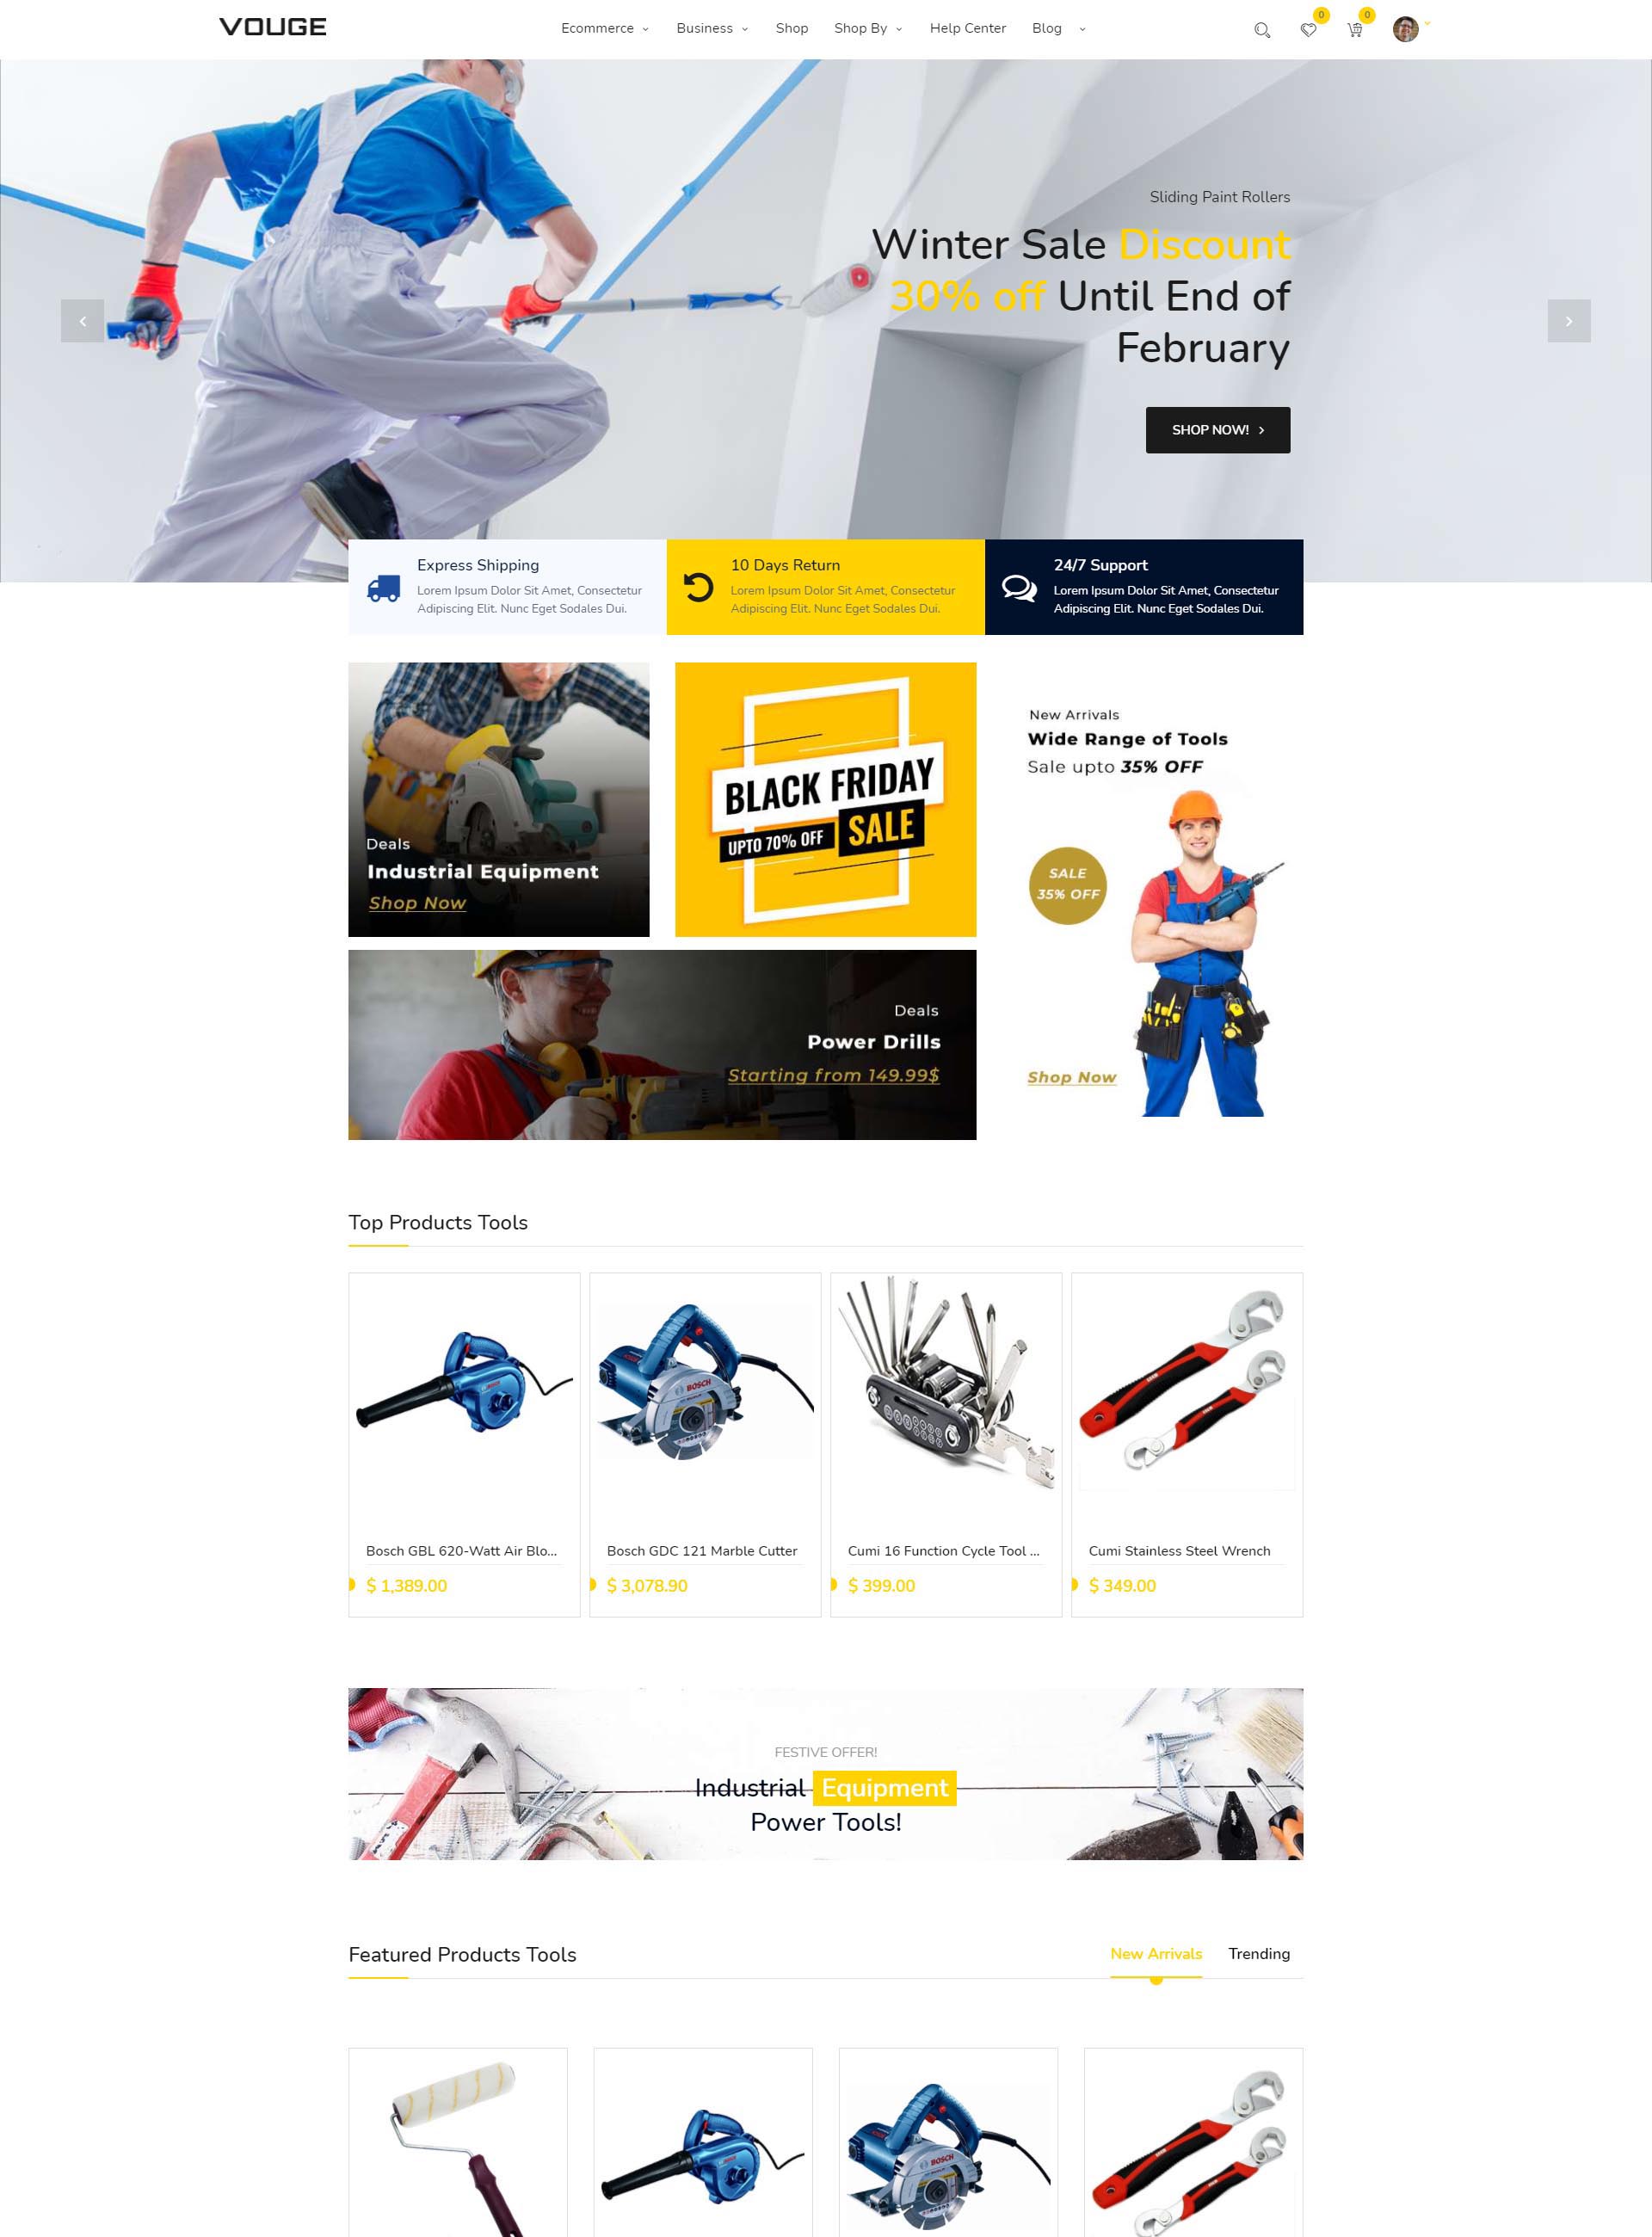 VOUGE
Ecommerce
Business
Shop
Shop By
Help Center
Blog
0
0
Sliding Paint Rollers
Winter Sale Discount
30% off Until End of
February
SHOP NOW!
Express Shipping
Lorem Ipsum Dolor Sit Amet, Consectetur
Adipiscing Elit. Nunc Eget Sodales Dui.
10 Days Return
Lorem Ipsum Dolor Sit Amet, Consectetur
Adipiscing Elit. Nunc Eget Sodales Dui.
24/7 Support
Lorem Ipsum Dolor Sit Amet, Consectetur
Adipiscing Elit. Nunc Eget Sodales Dui.
Deals
Industrial Equipment
Shop Now
BLACK FRIDAY
UPTO 70% OFF
SALE
New Arrivals
Wide Range of Tools
Sale upto 35% OFF
SALE
35% OFF
Shop Now
Deals
Power Drills
Starting from 149.99$
Top Products Tools
BOSCH
BOSCH
Bosch GBL 620-Watt Air Blo...
$ 1,389.00
Bosch GDC 121 Marble Cutter
$ 3,078.90
Cumi 16 Function Cycle Tool ...
$ 399.00
Cumi Stainless Steel Wrench
$ 349.00
FESTIVE OFFER!
Industrial Equipment
Power Tools!
Featured Products Tools
New Arrivals
Trending
BOSCH